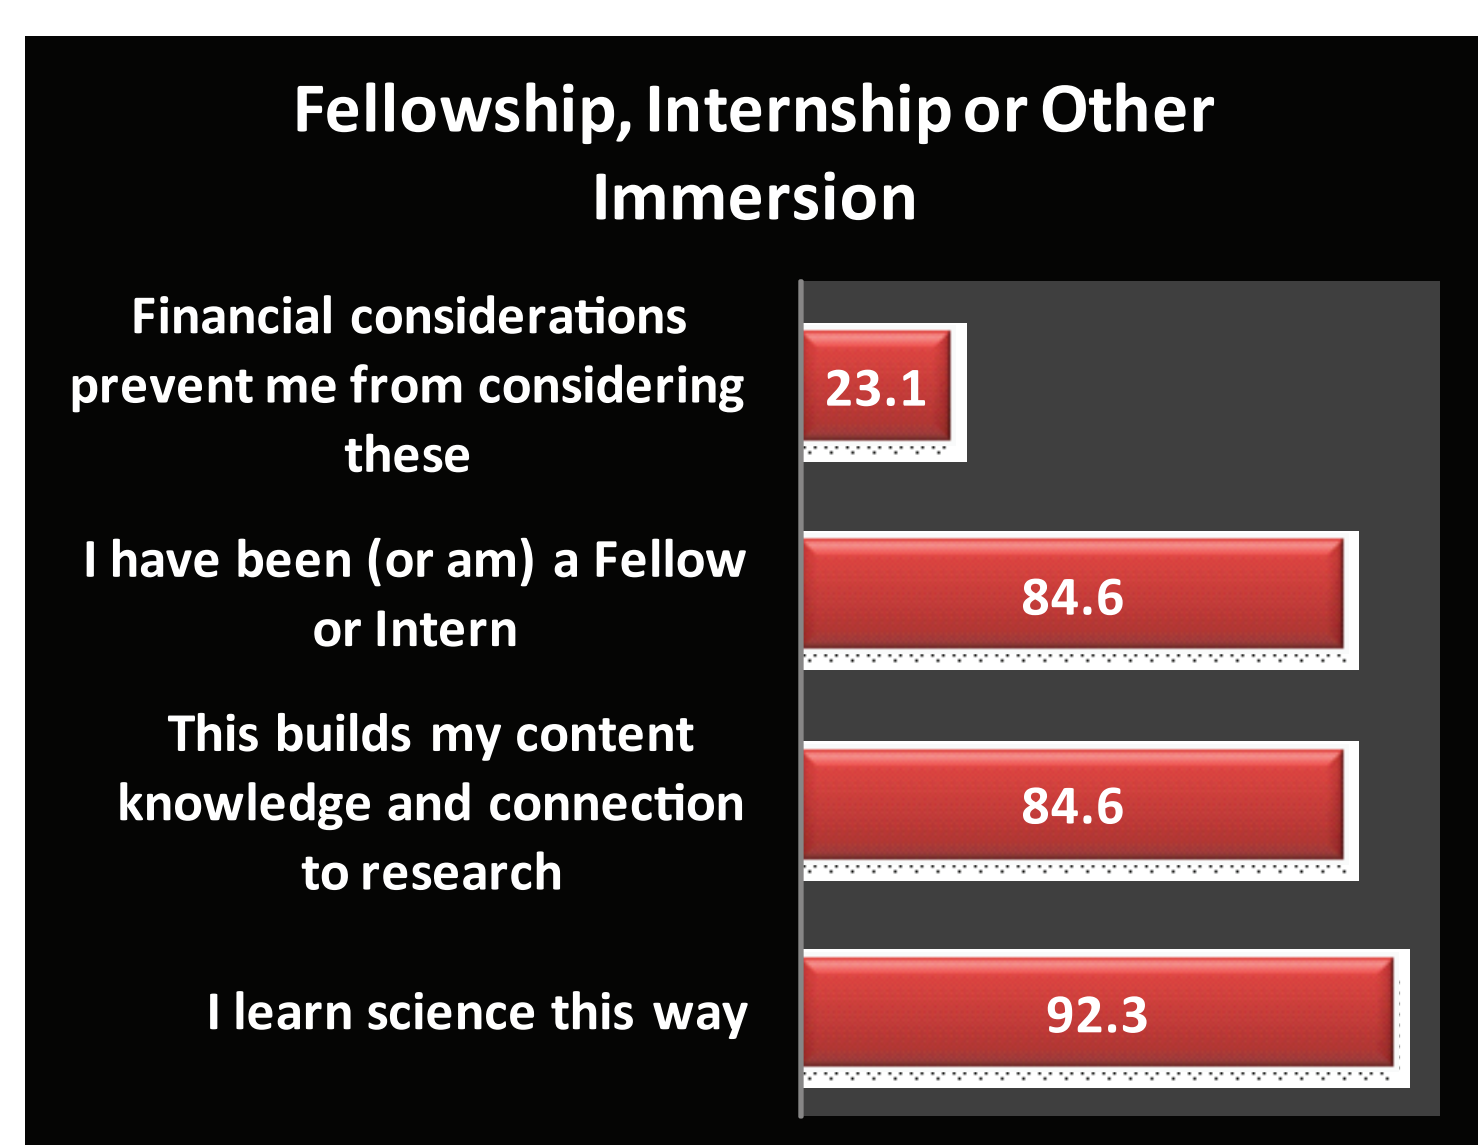 Fellowship, Internship or Other
Immersion
Financial considerations
prevent me from considering
these
23.1
I have been (or am) a Fellow
or Intern
84.6
This builds my content
knowledge and connection
to research
84.6
I learn science this way
92.3